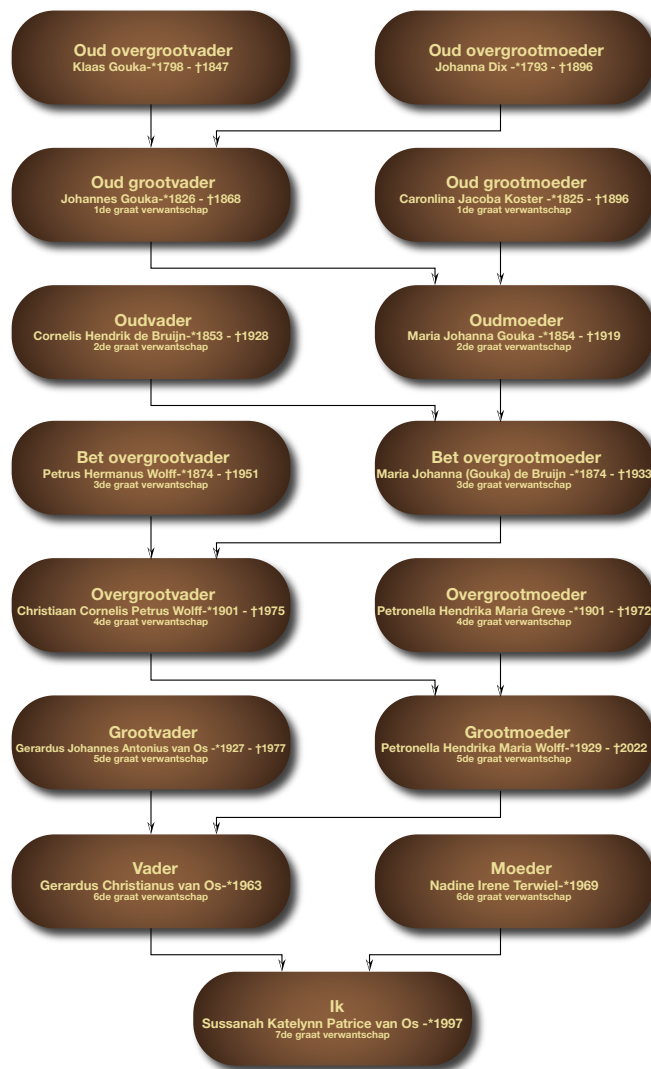 Oud overgrootvader
Klaas Gouka-*1798 - †1847
Oud overgrootmoeder
Johanna Dix -*1793 - †1896
Oud grootvader
Johannes Gouka-*1826 - †1868
1de graat verwantschap
Oud grootmoeder
Caronlina Jacoba Koster -*1825 - †1896
1de graat verwantschap
Oudvader
Cornelis Hendrik de Bruijn-*1853 - †1928
2de graat verwantschap
Oudmoeder
Maria Johanna Gouka -*1854 - †1919
2de graat verwantschap
Bet overgrootvader
Petrus Hermanus Wolff-*1874 - †1951
3de graat verwantschap
Bet overgrootmoeder
Maria Johanna (Gouka) de Bruijn -*1874 - †1933
3de graat verwantschap
Overgrootvader
Christiaan Cornelis Petrus Wolff-*1901 - †1975
4de graat verwantschap
Overgrootmoeder
Petronella Hendrika Maria Greve -*1901 - †1972
4de graat verwantschap
Grootvader
Gerardus Johannes Antonius van Os -*1927 - †1977
5de graat verwantschap
Grootmoeder
Petronella Hendrika Maria Wolff-*1929 - †2022
5de graat verwantschap
Vader
Gerardus Christianus van Os-*1963
6de graat verwantschap
Moeder
Nadine Irene Terwiel-*1969
6de graat verwantschap
Ik
Sussanah Katelynn Patrice van Os -*1997
7de graat verwantschap